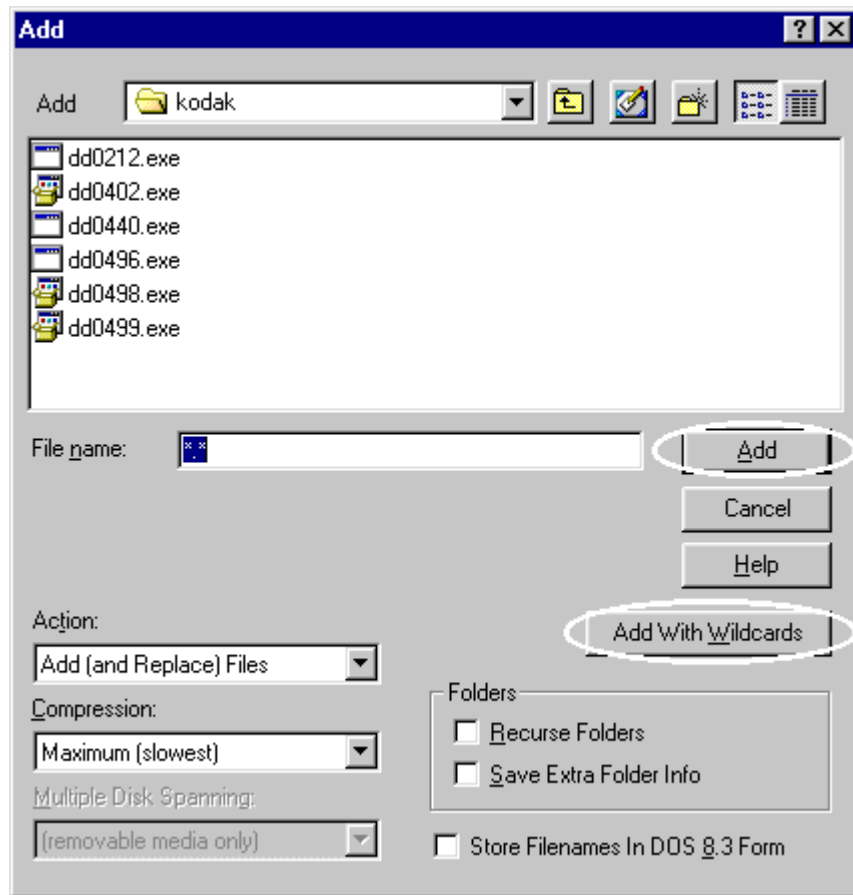 Add
Add kodak
dd0212.exe
dd0402.exe
dd0440.exe
dd0496.exe
dd0498.exe
dd0499.exe
File name: *.* Add
Cancel
Help
Action:
Add With Wildcards
Add (and Replace) Files
Folders
Compression:
Recurse Folders
Maximum (slowest)
Save Extra Folder Info
Multiple Disk Spanning:
(removable media only)
Store Filenames In DOS 8.3 Form